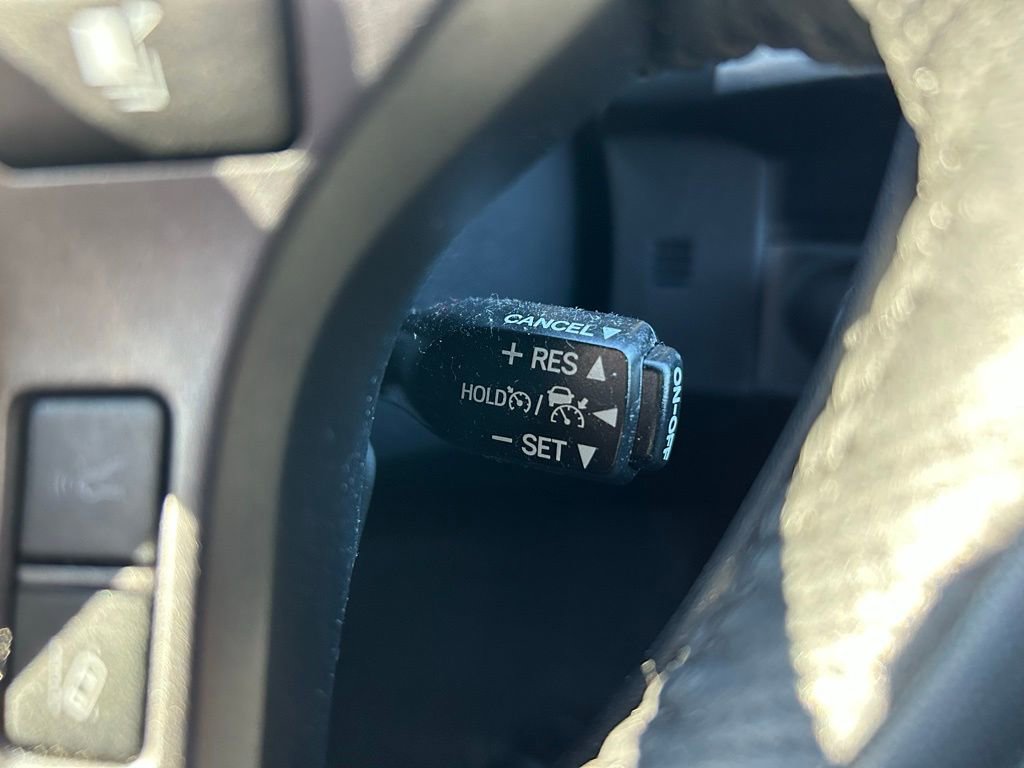 CANCEL▼
+ RES ▲
HOLD / ◀
- SET ▼
ON-OFF